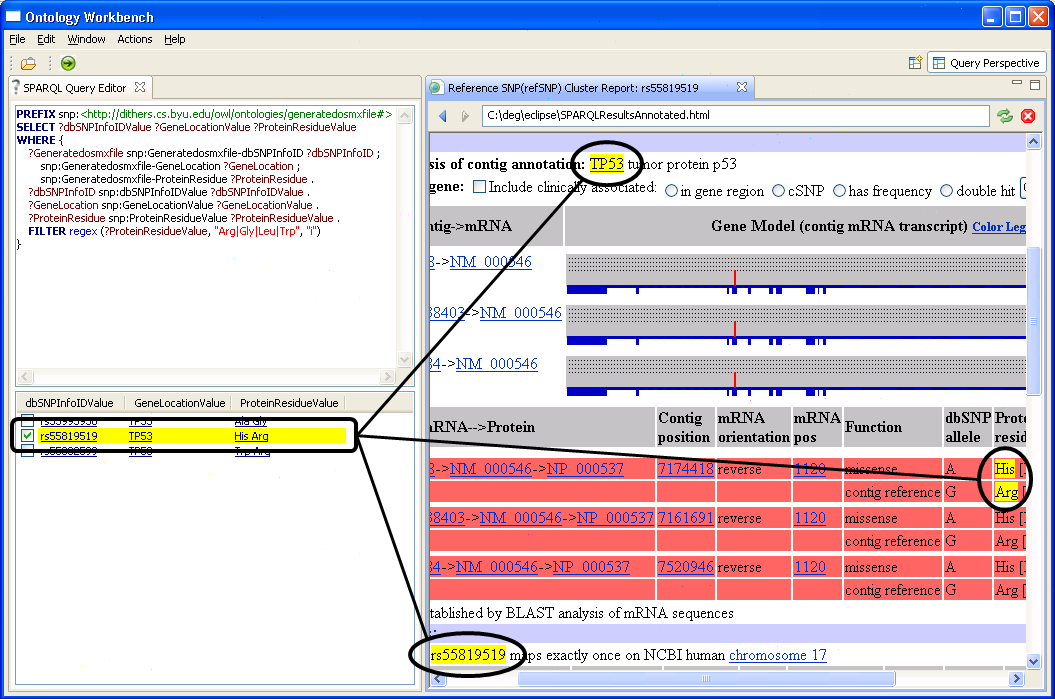 Ontology Workbench
File Edit Window Actions Help
Query Perspective
SPARQL Query Editor
PREFIX snp:<http://dithers.cs.byu.edu/owl/ontologies/generatedosmxfile#>
SELECT ?dbSNPInfoIDValue ?GeneLocationValue ?ProteinResidueValue
WHERE {
?Generatedosmxfile snp:Generatedosmxfile-dbSNPInfoID ?dbSNPInfoID ;
snp:Generatedosmxfile-GeneLocation ?GeneLocation ;
snp:Generatedosmxfile-ProteinResidue ?ProteinResidue .
?dbSNPInfoID snp:dbSNPInfoIDValue ?dbSNPInfoIDValue .
?GeneLocation snp:GeneLocationValue ?GeneLocationValue .
?ProteinResidue snp:ProteinResidueValue ?ProteinResidueValue .
FILTER regex (?ProteinResidueValue, "Arg|Gly|Leu|Trp", "i")
}
dbSNPInfoIDValue GeneLocationValue ProteinResidueValue
TP53 Ala Gly
rs55819519 TP53 His Arg
Trp Arg
Reference SNP(refSNP) Cluster Report: rs55819519
C:\deg\eclipse\SPARQLResultsAnnotated.html
sis of contig annotation: TP53 tumor protein p53
gene: Include clinically associated: in gene region cSNP has frequency double hit
ntig->mRNA Gene Model (contig mRNA transcript) Color Leg
8->NM_000546
38403->NM_000546
34->NM_000546
mRNA-->Protein Contig position mRNA orientation mRNA pos Function dbSNP allele Prote resid
8->NM_000546->NP_000537 7174418 reverse 1120 missense A His [
contig reference G Arg [
38403->NM_000546->NP_000537 7161691 reverse 1120 missense A His [
contig reference G Arg [
34->NM_000546->NP_000537 7520946 reverse 1120 missense A His [
contig reference G Arg [
tablished by BLAST analysis of mRNA sequences
rs55819519 maps exactly once on NCBI human chromosome 17